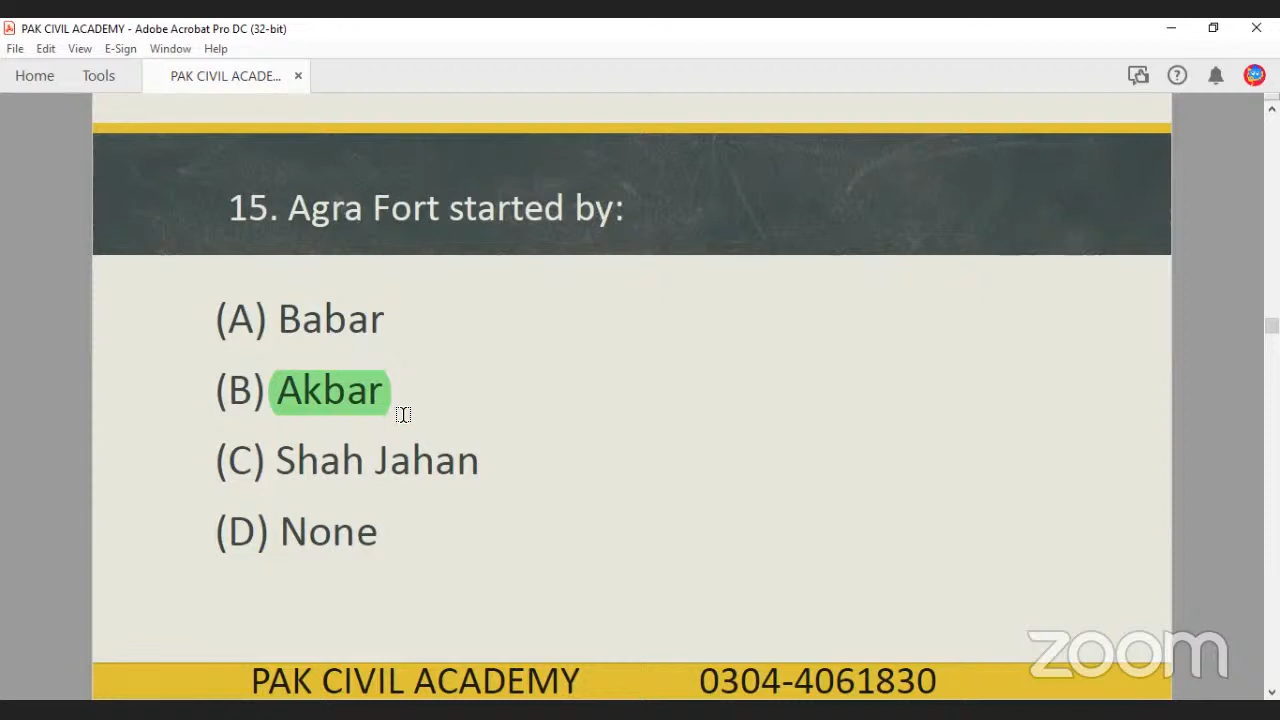 PAK CIVIL ACADEMY - Adobe Acrobat Pro DC (32-bit)
File Edit View E-Sign Window Help
Home Tools PAK CIVIL ACADE... ×
15. Agra Fort started by:
(A) Babar
(B) Akbar
(C) Shah Jahan
(D) None
PAK CIVIL ACADEMY 0304-4061830
zoom